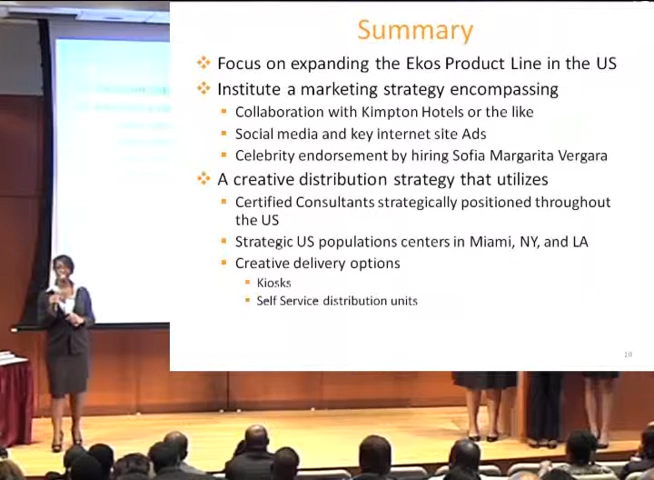 Summary
Focus on expanding the Ekos Product Line in the US
Institute a marketing strategy encompassing
Collaboration with Kimpton Hotels or the like
Social media and key internet site Ads
Celebrity endorsement by hiring Sofia Margarita Vergara
A creative distribution strategy that utilizes
Certified Consultants strategically positioned throughout
the US
Strategic US populations centers in Miami, NY, and LA
Creative delivery options
Kiosks
Self Service distribution units